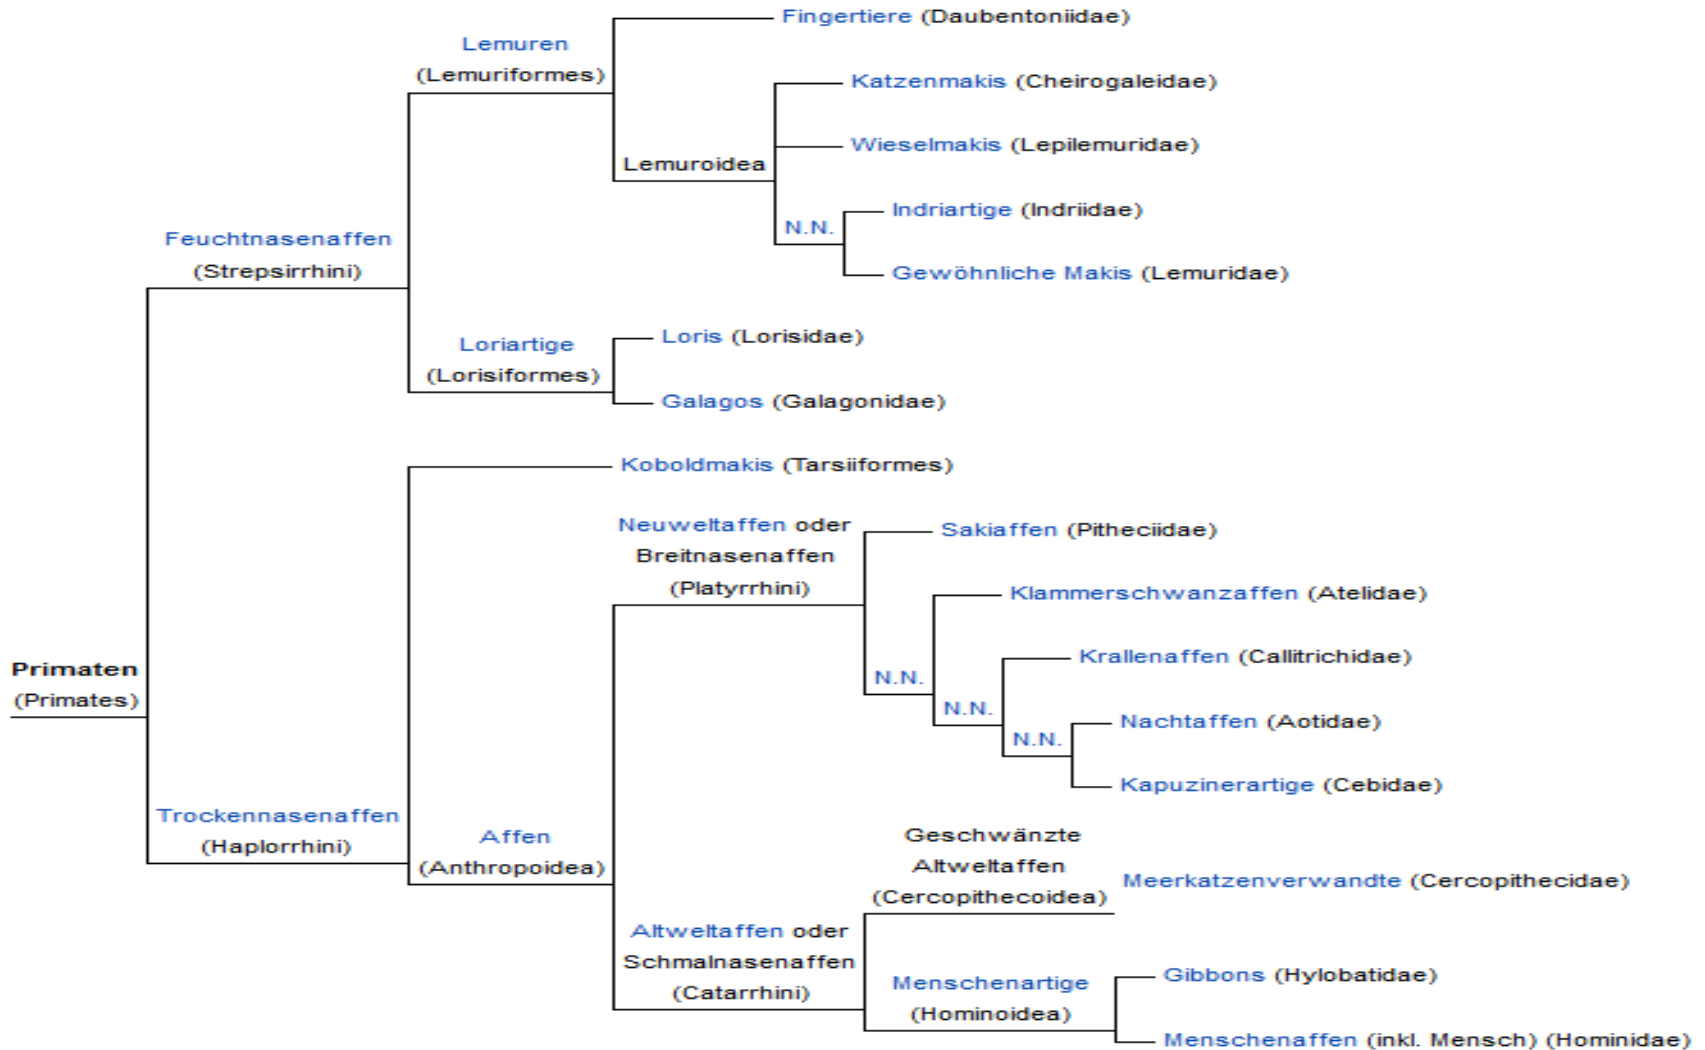 Fingertiere (Daubentoniidae)
Lemuren
(Lemuriformes)
Katzenmakis (Cheirogaleidae)
Wieselmakis (Lepilemuridae)
Lemuroidea
Indriartige (Indriidae)
N.N.
Gewöhnliche Makis (Lemuridae)
Feuchtnasenaffen
(Strepsirrhini)
Loris (Lorisidae)
Loriartige
(Lorisiformes)
Galagos (Galagonidae)
Koboldmakis (Tarsiiformes)
Neuweltaffen oder
Breitnasenaffen
(Platyrrhini)
Sakiaffen (Pitheciidae)
Klammerschwanzaffen (Atelidae)
Krallenaffen (Callitrichidae)
Primaten
(Primates)
N.N.
N.N.
Nachtaffen (Aotidae)
N.N.
Kapuzinerartige (Cebidae)
Trockennasenaffen
(Haplorrhini)
Affen
(Anthropoidea)
Geschwänzte
Altweltaffen
(Cercopithecoidea)
Meerkatzenverwandte (Cercopithecidae)
Altweltaffen oder
Schmalnasenaffen
(Catarrhini)
Gibbons (Hylobatidae)
Menschenartige
(Hominoidea)
Menschenaffen (inkl. Mensch) (Hominidae)